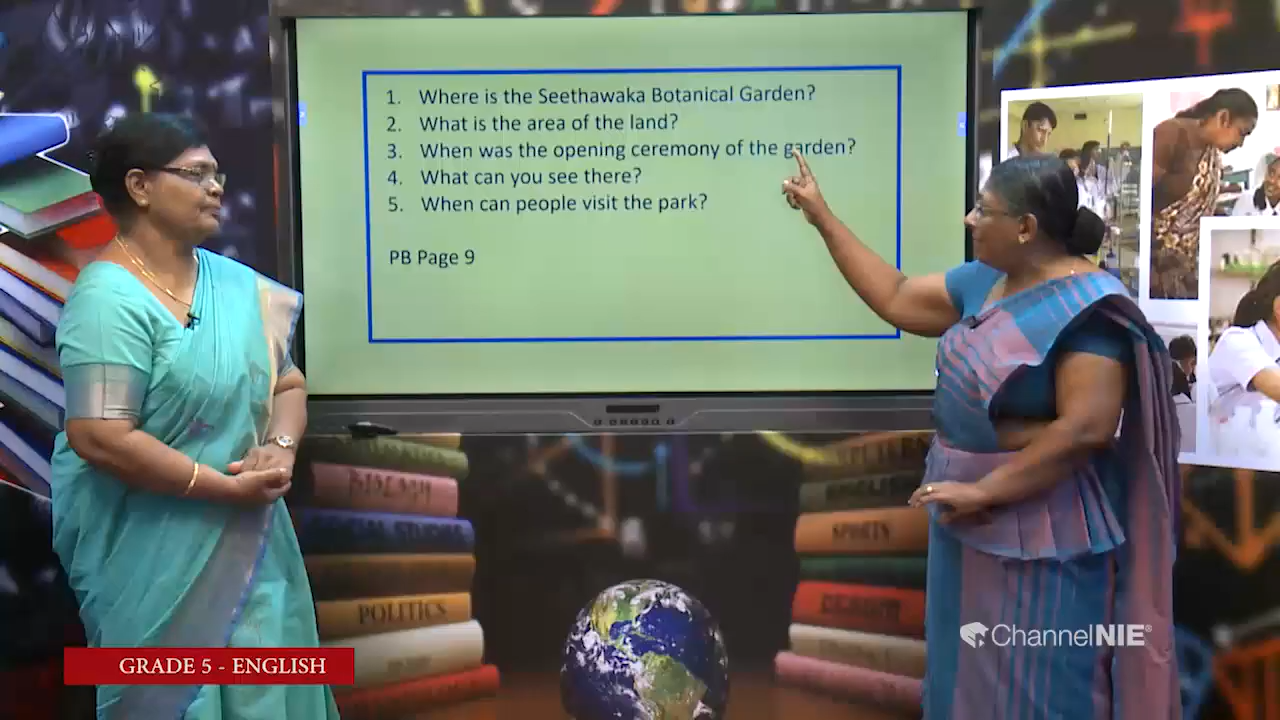 1. Where is the Seethawaka Botanical Garden?
2. What is the area of the land?
3. When was the opening ceremony of the garden?
4. What can you see there?
5. When can people visit the park?
PB Page 9
POLITICS
SPORTS
GRADE 5 - ENGLISH
ChannelNIE®